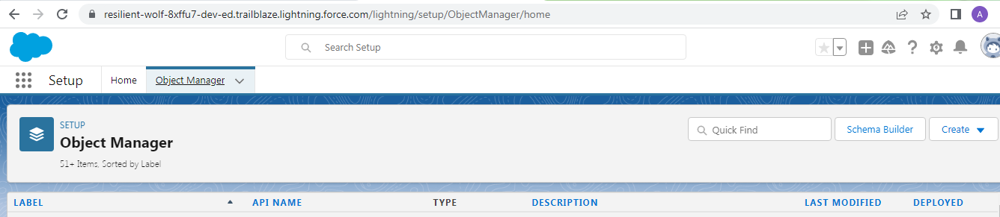 resilient-wolf-8xffu7-dev-ed.trailblaze.lightning.force.com/lightning/setup/ObjectManager/home
A
Search Setup
Setup Home Object Manager
SETUP
Object Manager
51+ Items, Sorted by Label
Quick Find Schema Builder Create
LABEL API NAME TYPE DESCRIPTION LAST MODIFIED DEPLOYED